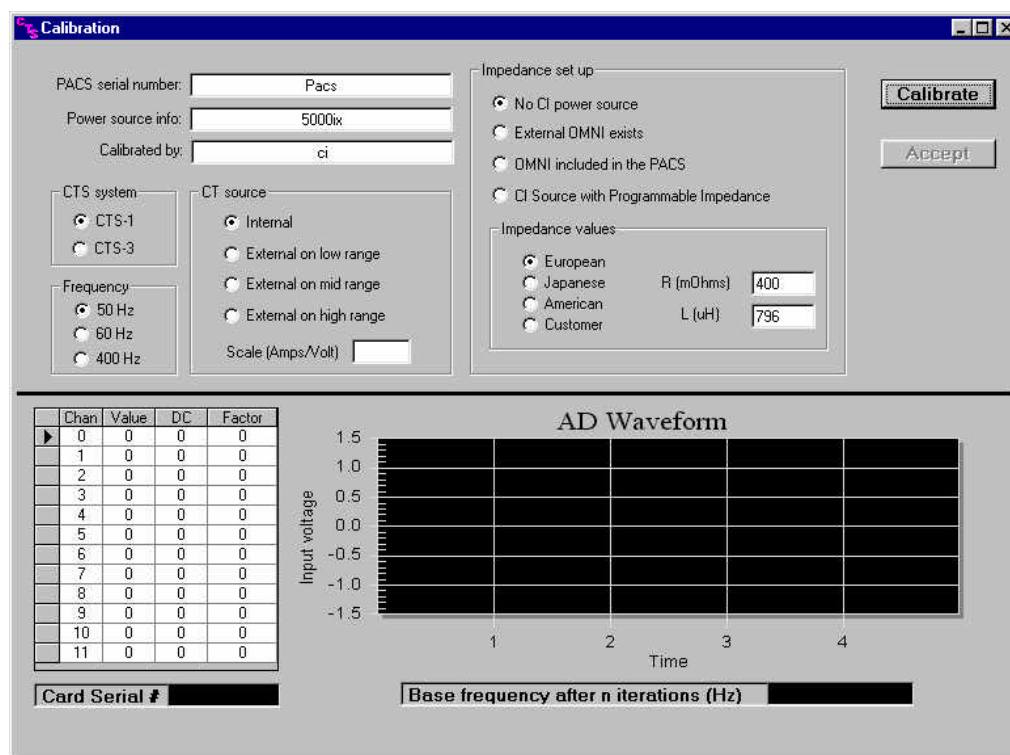 CTS Calibration
PACS serial number: Pacs
Power source info: 5000ix
Calibrated by: ci
CTS system
CTS-1
CTS-3
Frequency
50 Hz
60 Hz
400 Hz
CT source
Internal
External on low range
External on mid range
External on high range
Scale (Amps/Volt)
Impedance set up
No CI power source
External OMNI exists
OMNI included in the PACS
CI Source with Programmable Impedance
Impedance values
European
Japanese
American
Customer
R (mOhms) 400
L (uH) 796
Calibrate
Accept
Chan Value DC Factor
0 0 0 0
1 0 0 0
2 0 0 0
3 0 0 0
4 0 0 0
5 0 0 0
6 0 0 0
7 0 0 0
8 0 0 0
9 0 0 0
10 0 0 0
11 0 0 0
Card Serial #
AD Waveform
Input voltage
1.5
1.0
0.5
0.0
-0.5
-1.0
-1.5
1 2 3 4
Time
Base frequency after n iterations (Hz)